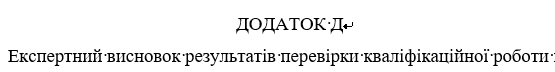 ДОДАТОК Д
Експертний висновок результатів перевірки кваліфікаційної роботи